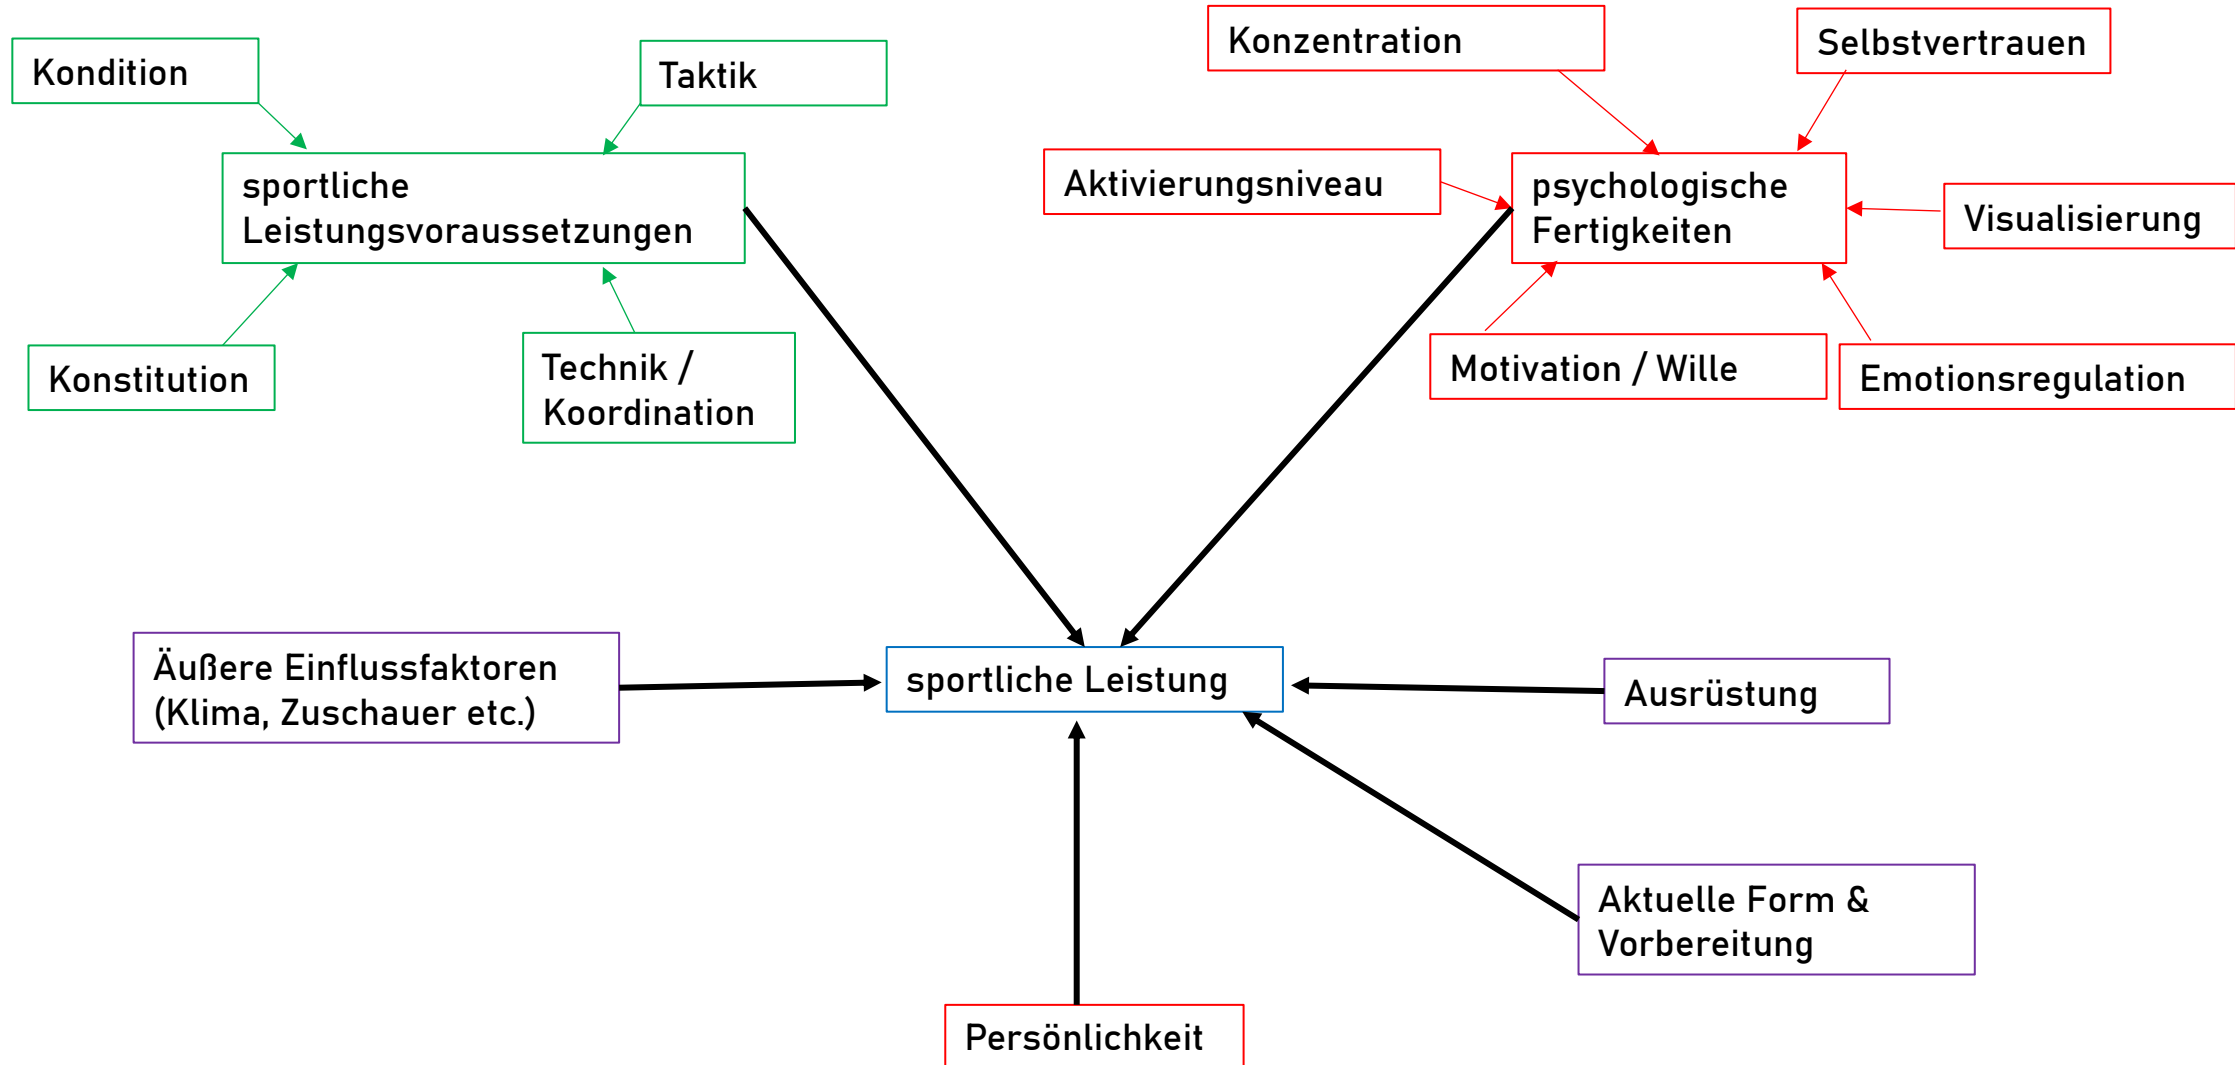 Kondition
Taktik
Konzentration
Selbstvertrauen
sportliche
Leistungsvoraussetzungen
Aktivierungsniveau
psychologische
Fertigkeiten
Visualisierung
Konstitution
Technik /
Koordination
Motivation / Wille
Emotionsregulation
Äußere Einflussfaktoren
(Klima, Zuschauer etc.)
sportliche Leistung
Ausrüstung
Aktuelle Form &
Vorbereitung
Persönlichkeit